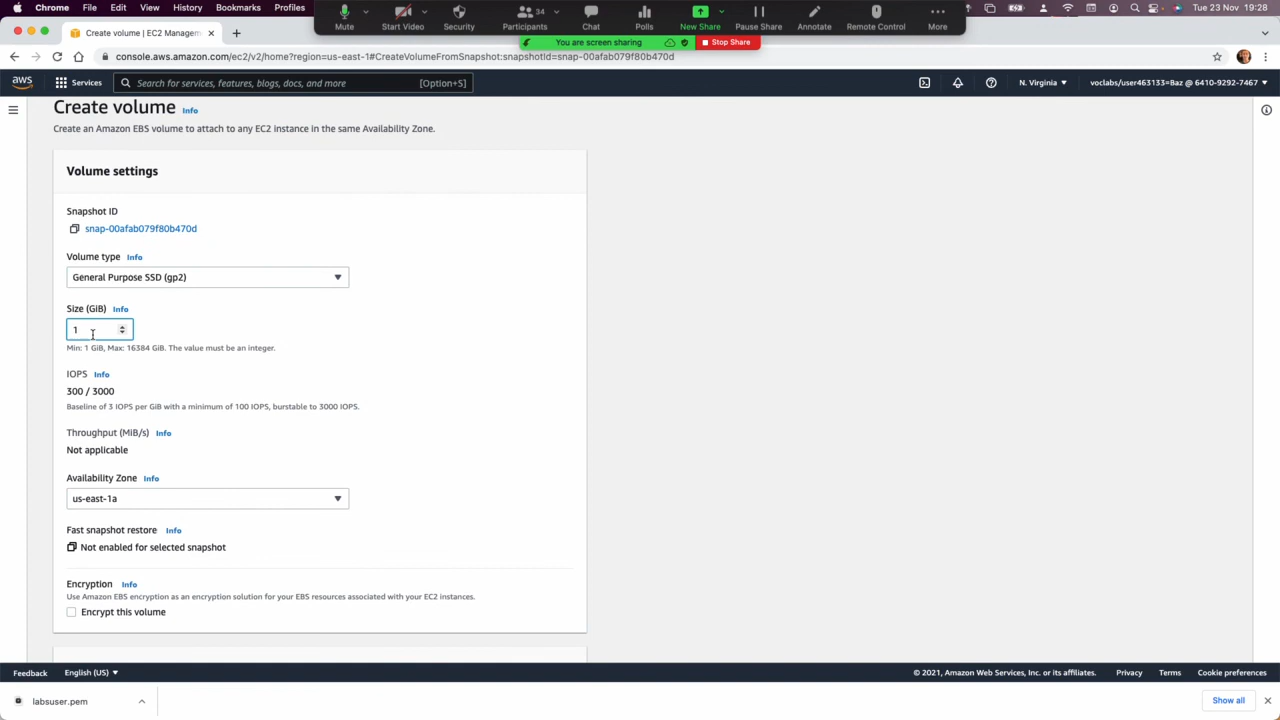 Chrome File Edit View History Bookmarks Profiles Tue 23 Nov 19:28
Mute Start Video Security Participants 34 Chat Polls New Share Pause Share Annotate Remote Control More
You are screen sharing Stop Share
Create volume | EC2 Managem
console.aws.amazon.com/ec2/v2/home?region=us-east-1#CreateVolumeFromSnapshot:snapshotId=snap-00afab079f80b470d
aws Services Search for services, features, blogs, docs, and more [Option+S] N. Virginia voclabs/user463133=Baz @ 6410-9292-7467
Create volume Info
Create an Amazon EBS volume to attach to any EC2 instance in the same Availability Zone.
Volume settings
Snapshot ID
snap-00afab079f80b470d
Volume type Info
General Purpose SSD (gp2)
Size (GiB) Info
1
Min: 1 GiB, Max: 16384 GiB. The value must be an integer.
IOPS Info
300 / 3000
Baseline of 3 IOPS per GiB with a minimum of 100 IOPS, burstable to 3000 IOPS.
Throughput (MiB/s) Info
Not applicable
Availability Zone Info
us-east-1a
Fast snapshot restore Info
Not enabled for selected snapshot
Encryption Info
Use Amazon EBS encryption as an encryption solution for your EBS resources associated with your EC2 instances.
Encrypt this volume
Feedback English (US) © 2021, Amazon Web Services, Inc. or its affiliates. Privacy Terms Cookie preferences
labsuser.pem Show all